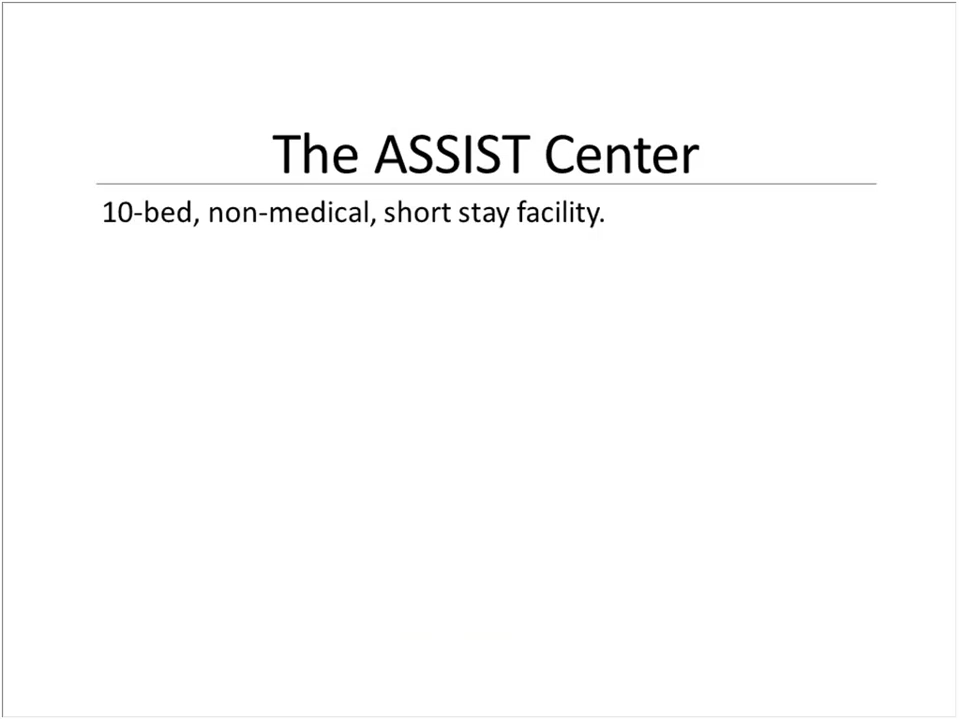 The ASSIST Center
10-bed, non-medical, short stay facility.